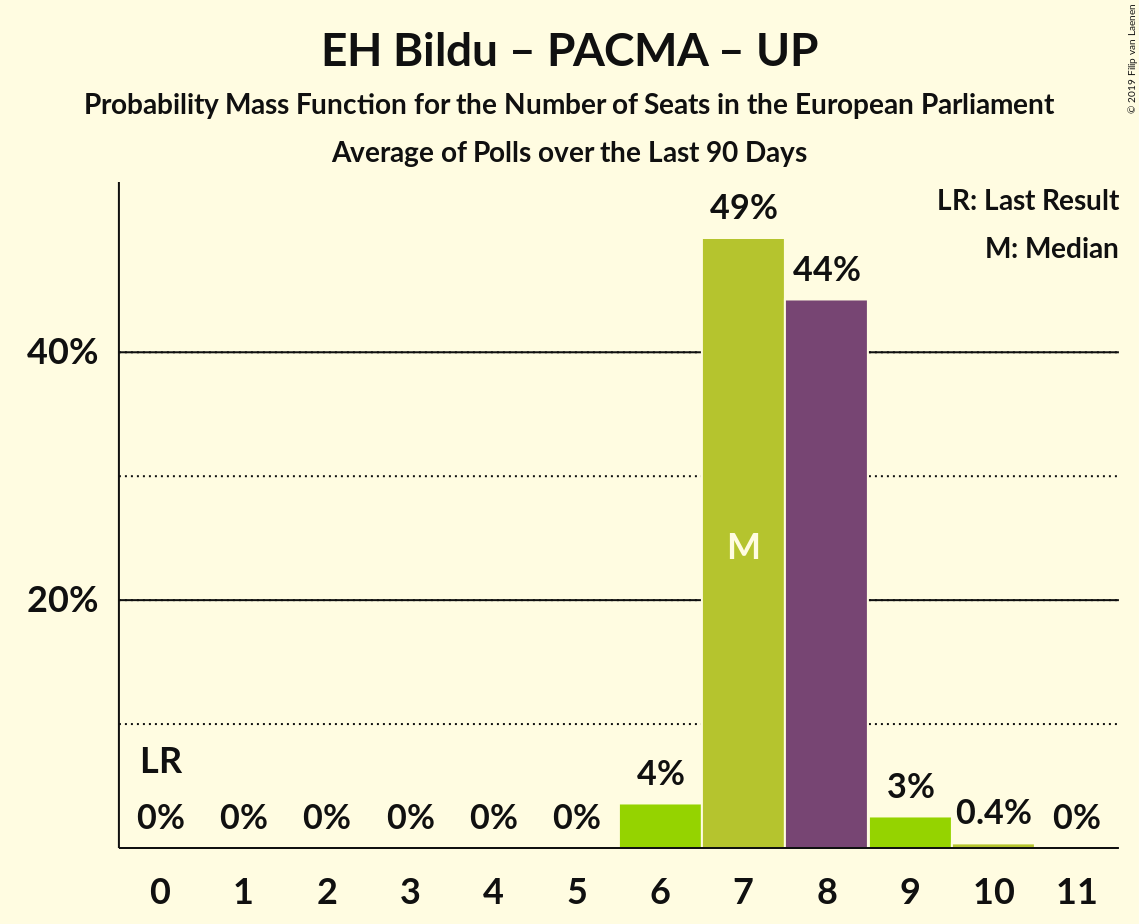 EH Bildu – PACMA – UP
Probability Mass Function for the Number of Seats in the European Parliament
Average of Polls over the Last 90 Days
© 2019 Filip van Laenen
LR: Last Result
M: Median
49%
44%
40%
M
20%
LR
4%
3%
0% 0% 0% 0% 0% 0% 0.4% 0%
0 1 2 3 4 5 6 7 8 9 10 11